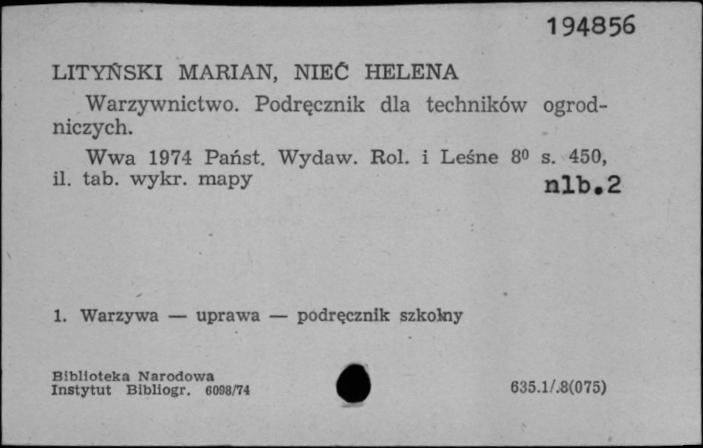 194856
LITYŃSKI MARIAN, NIEĆ HELENA
Warzywnictwo. Podręcznik dla techników ogrod-
niczych.
Wwa 1974 Państ. Wydaw. Rol. i Leśne 8⁰ s. 450,
il. tab. wykr. mapy nlb.2
1. Warzywa — uprawa — podręcznik szkolny
Biblioteka Narodowa
Instytut Bibliogr. 6098/74 635.1/.8(075)